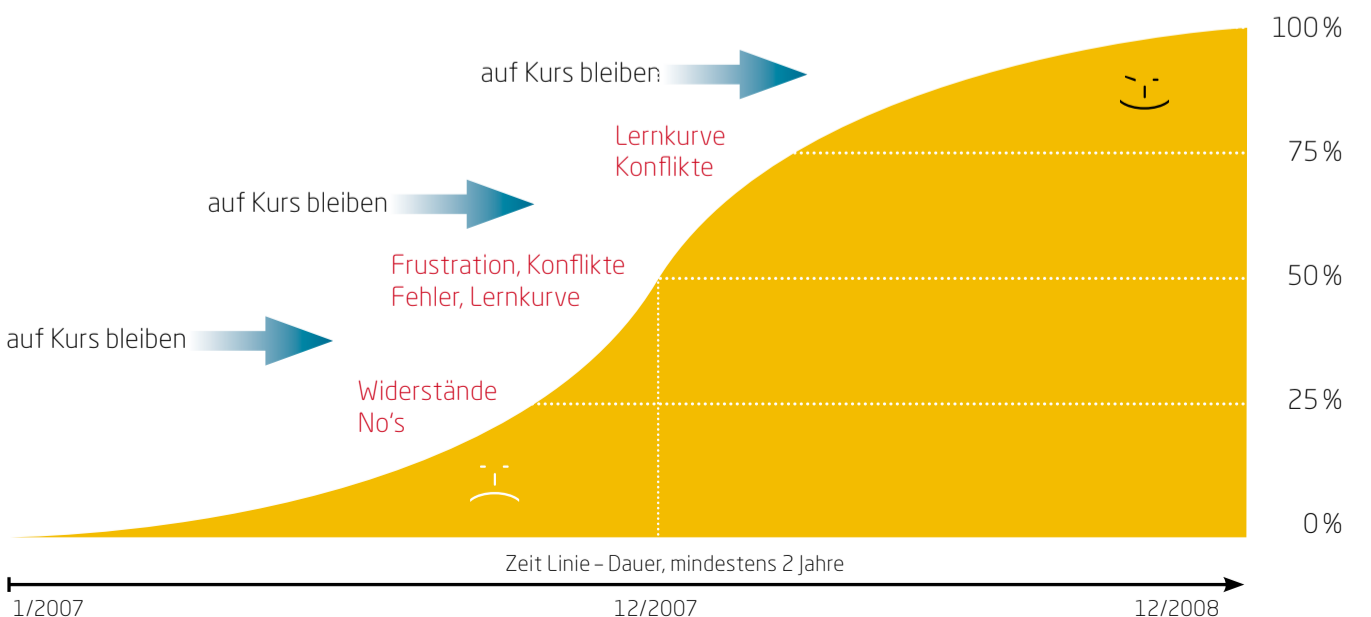 100 %
auf Kurs bleiben
Lernkurve
Konflikte
75 %
auf Kurs bleiben
Frustration, Konflikte
Fehler, Lernkurve
50 %
auf Kurs bleiben
Widerstände
No's
25 %
0 %
Zeit Linie – Dauer, mindestens 2 Jahre
1/2007
12/2007
12/2008